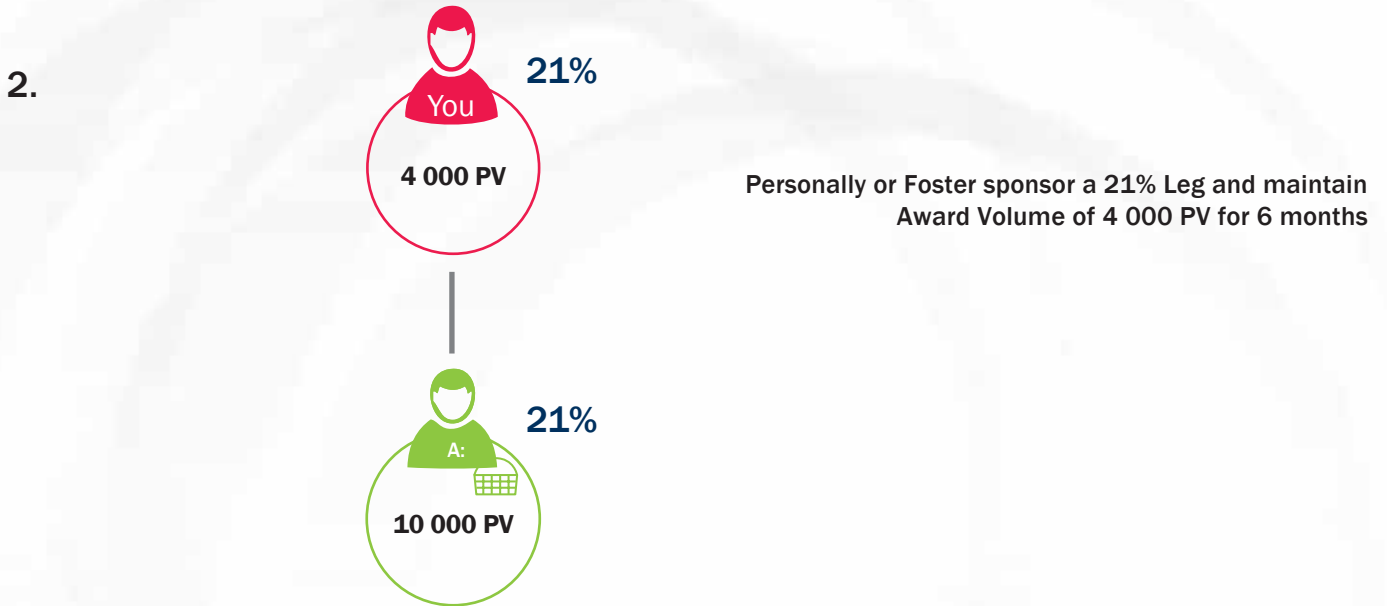 2.
You
21%
4 000 PV
Personally or Foster sponsor a 21% Leg and maintain
Award Volume of 4 000 PV for 6 months
A:
21%
10 000 PV